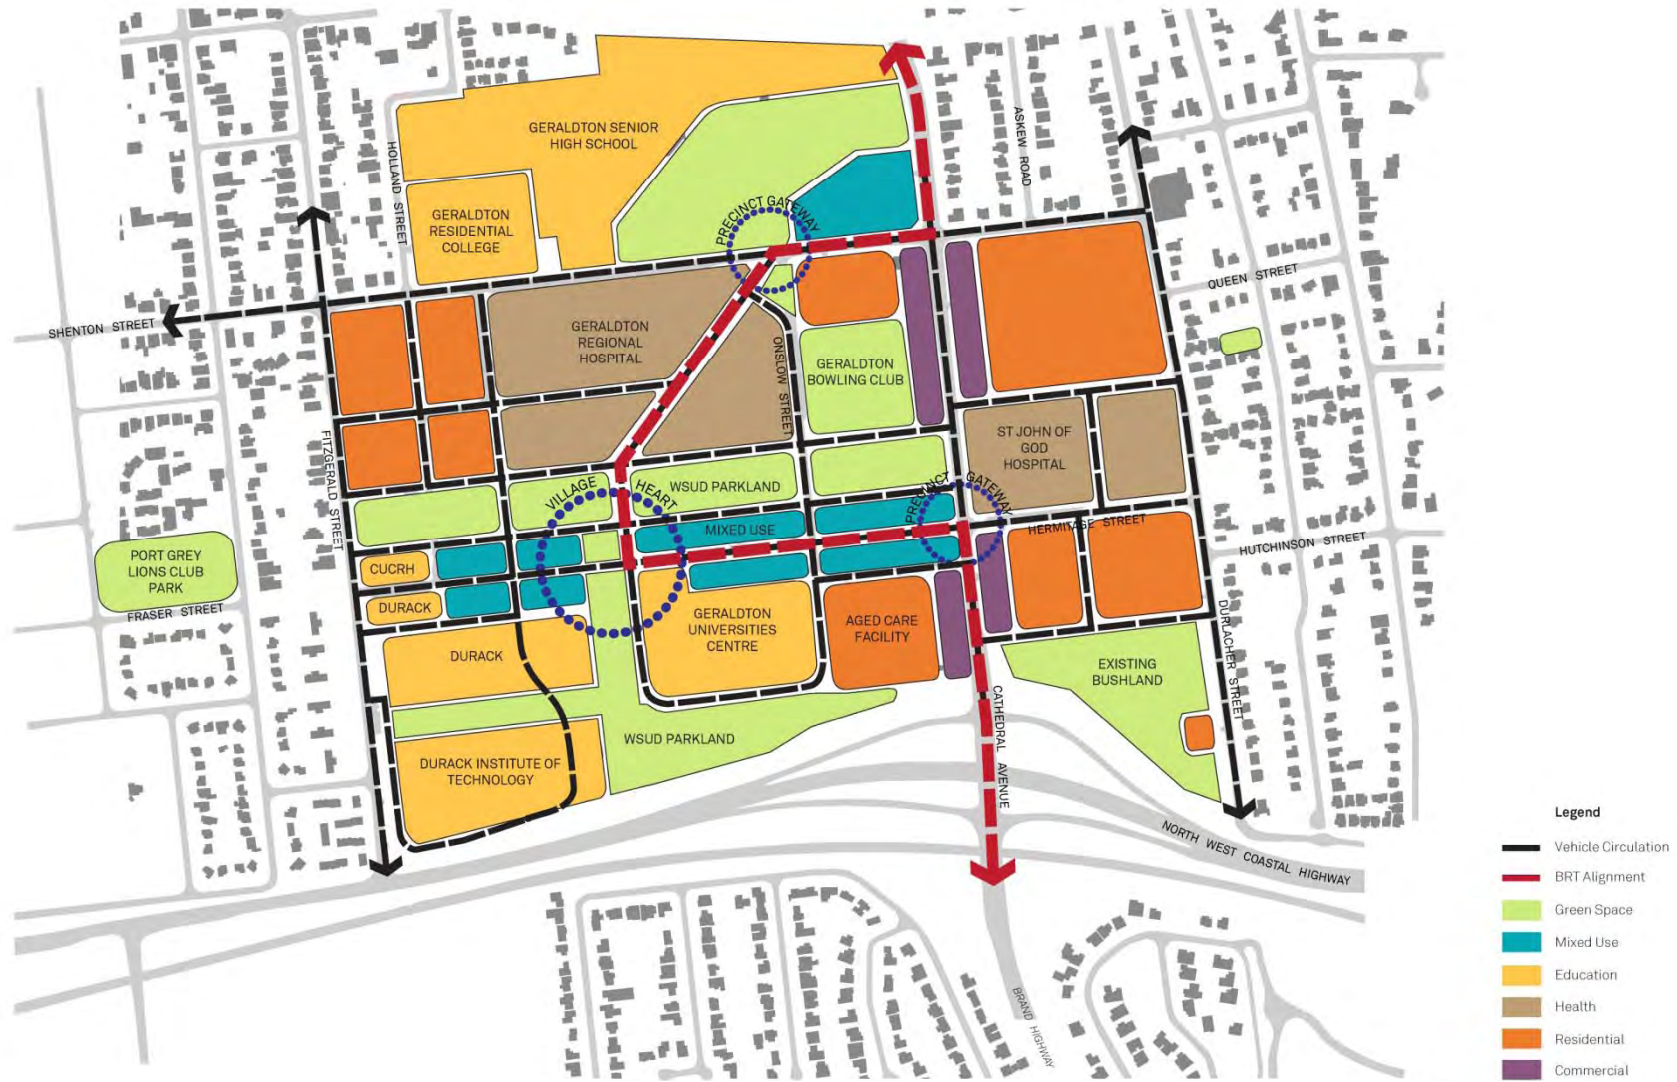 GERALDTON SENIOR
HIGH SCHOOL
ASKEW ROAD
HOLLAND STREET
GERALDTON
RESIDENTIAL
COLLEGE
PRECINCT GATEWAY
SHENTON STREET
QUEEN STREET
GERALDTON
REGIONAL
HOSPITAL
ONSLOW STREET
GERALDTON
BOWLING CLUB
FITZGERALD STREET
ST JOHN OF
GOD
HOSPITAL
VILLAGE HEART
WSUD PARKLAND
PRECINCT GATEWAY
MIXED USE
HERMITAGE STREET
HUTCHINSON STREET
PORT GREY
LIONS CLUB
PARK
FRASER STREET
CUCRH
DURACK
GERALDTON
UNIVERSITIES
CENTRE
AGED CARE
FACILITY
DURACK
EXISTING
BUSHLAND
DURLACHER STREET
CATHEDRAL AVENUE
WSUD PARKLAND
DURACK INSTITUTE OF
TECHNOLOGY
NORTH WEST COASTAL HIGHWAY
BRAND HIGHWAY
Legend
Vehicle Circulation
BRT Alignment
Green Space
Mixed Use
Education
Health
Residential
Commercial